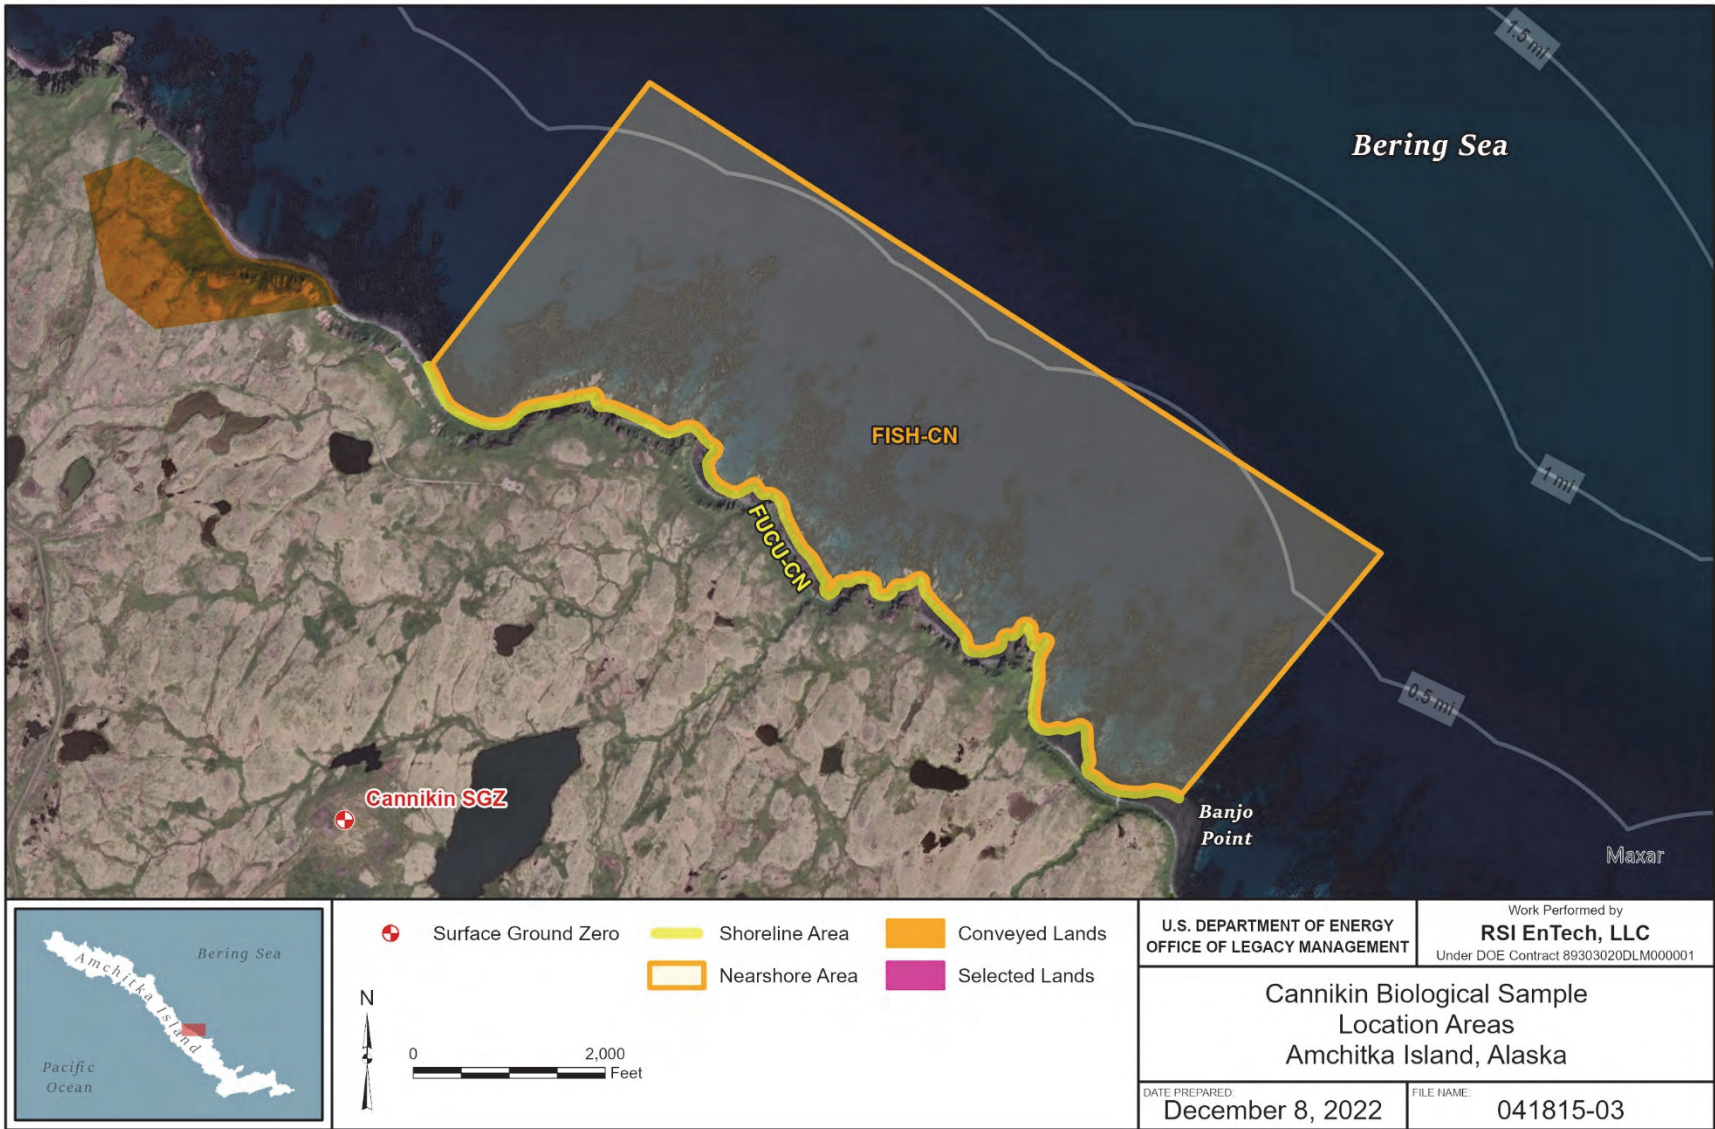 1.5 mi
Bering Sea
FISH-CN
1 mi
FUCU-CN
0.5 mi
Cannikin SGZ
Banjo
Point
Maxar
Bering Sea
Amchitka Island
Pacific
Ocean
Surface Ground Zero
Shoreline Area
Conveyed Lands
Nearshore Area
Selected Lands
N
0
2,000
Feet
U.S. DEPARTMENT OF ENERGY
OFFICE OF LEGACY MANAGEMENT
Work Performed by
RSI EnTech, LLC
Under DOE Contract 89303020DLM000001
Cannikin Biological Sample
Location Areas
Amchitka Island, Alaska
DATE PREPARED:
December 8, 2022
FILE NAME:
041815-03